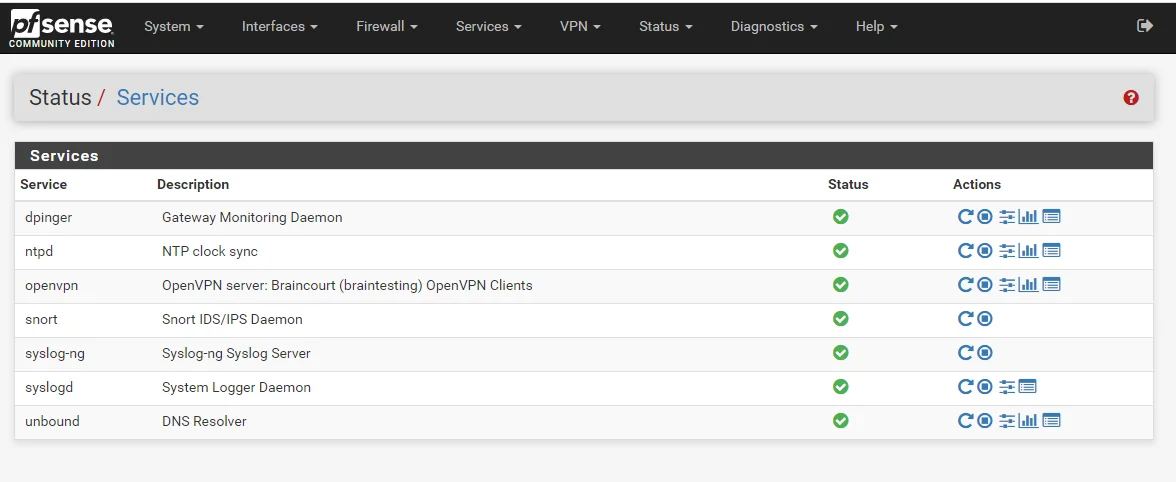 pfsense
COMMUNITY EDITION
System Interfaces Firewall Services VPN Status Diagnostics Help
Status / Services
Services
Service Description Status Actions
dpinger Gateway Monitoring Daemon
ntpd NTP clock sync
openvpn OpenVPN server: Braincourt (braintesting) OpenVPN Clients
snort Snort IDS/IPS Daemon
syslog-ng Syslog-ng Syslog Server
syslogd System Logger Daemon
unbound DNS Resolver